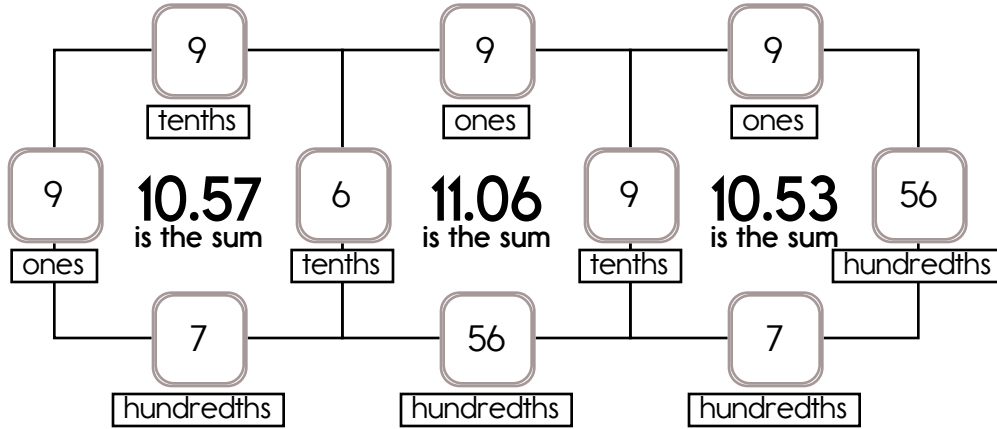 9 9 9
tenths ones ones
9 10.57 6 11.06 9 10.53 56
is the sum is the sum is the sum
ones tenths tenths hundredths
7 56 7
hundredths hundredths hundredths